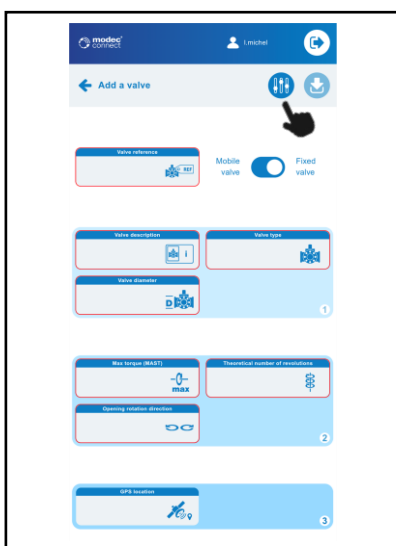 modec
connect
l.michel
Add a valve
Valve reference
REF
Mobile valve
Fixed valve
Valve description
i
Valve type
Valve diameter
D
1
Max torque (MAST)
max
Theoretical number of revolutions
Opening rotation direction
2
GPS location
3